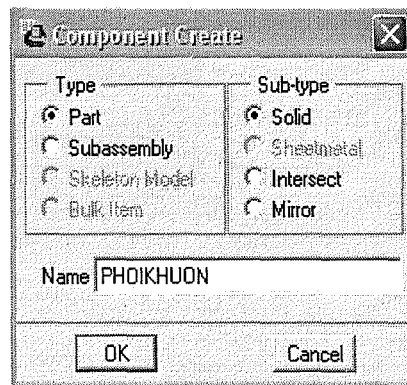 Component Create
Type
Part
Subassembly
Skeleton Model
Bulk Item
Sub-type
Solid
Sheetmetal
Intersect
Mirror
Name PHOIKHUON
OK Cancel